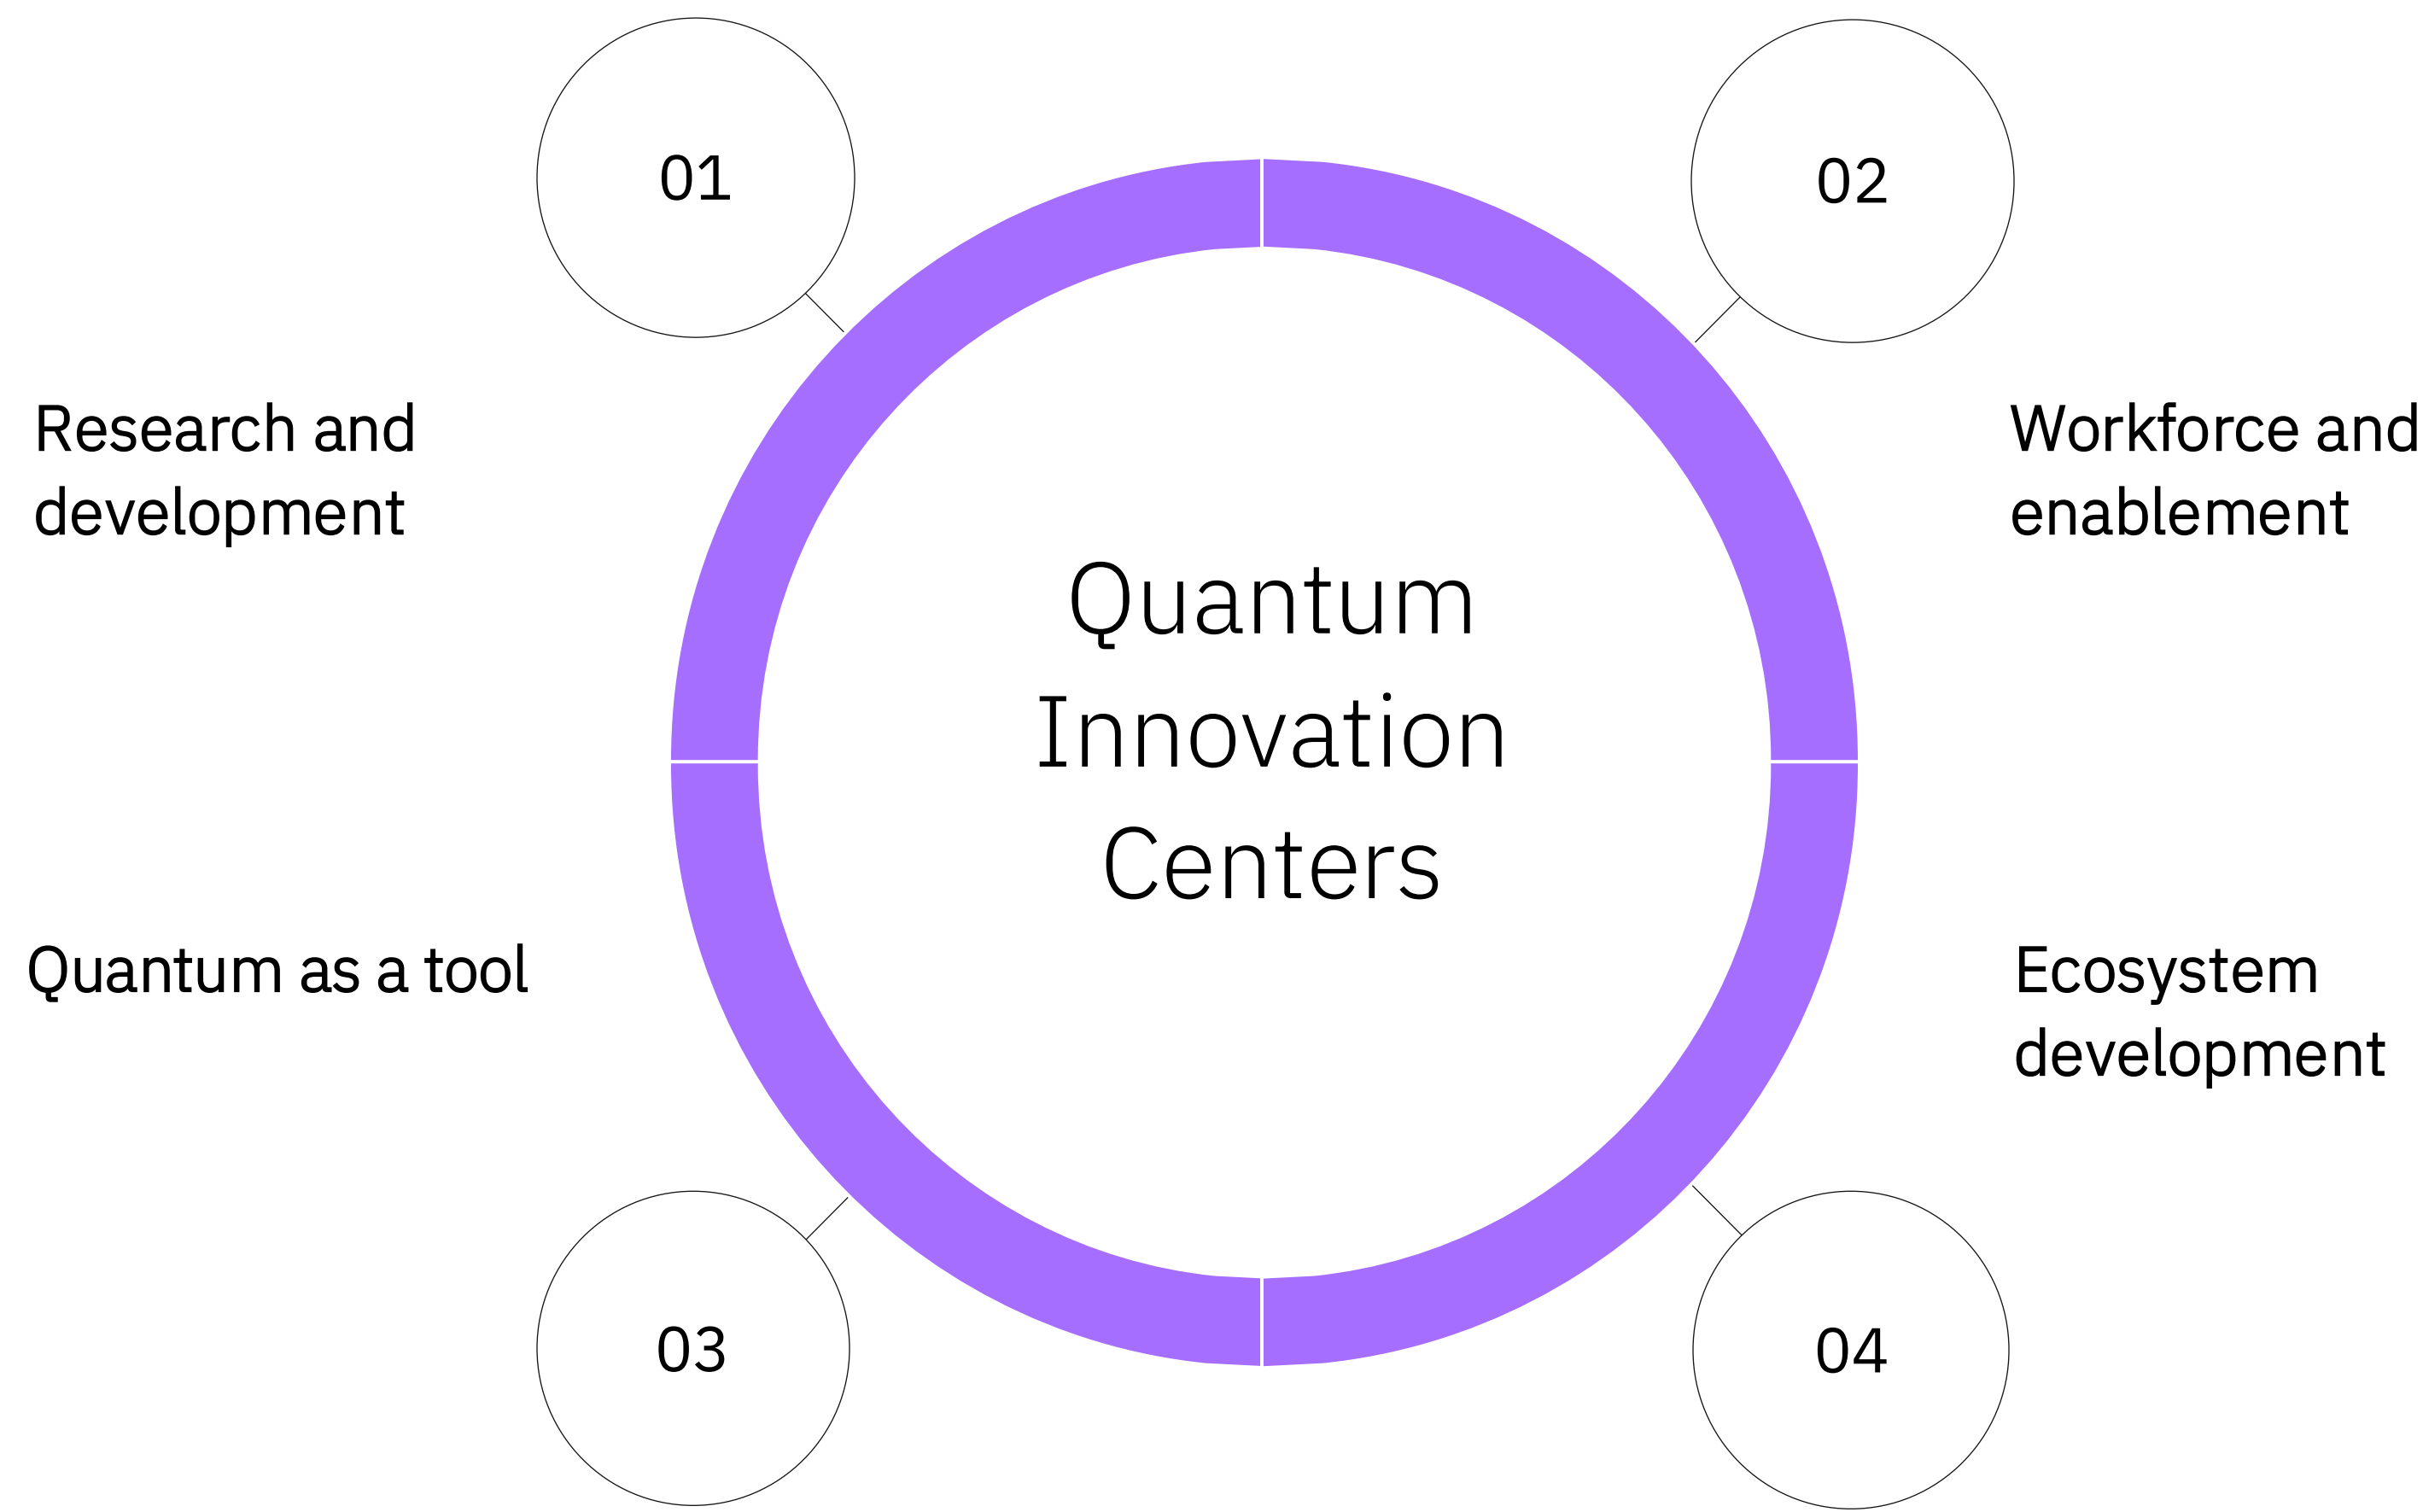 01
02
Research and
development
Workforce and
enablement
Quantum
Innovation
Centers
Quantum as a tool
Ecosystem
development
03
04